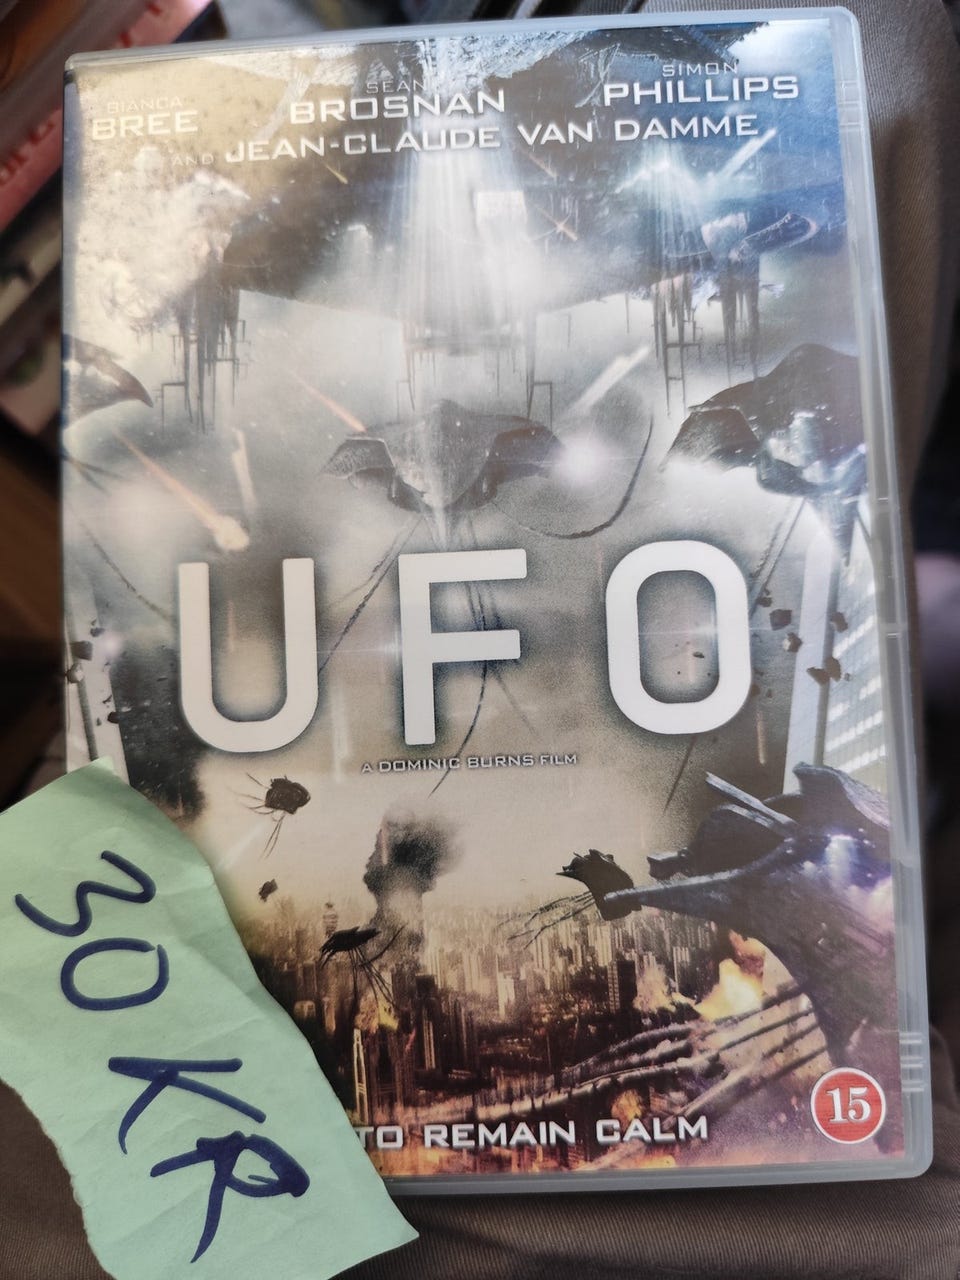 BIANCA
BREE
SEAN
BROSNAN
SIMON
PHILLIPS
AND JEAN-CLAUDE VAN DAMME
UFO
A DOMINIC BURNS FILM
TO REMAIN CALM
15
30 KR